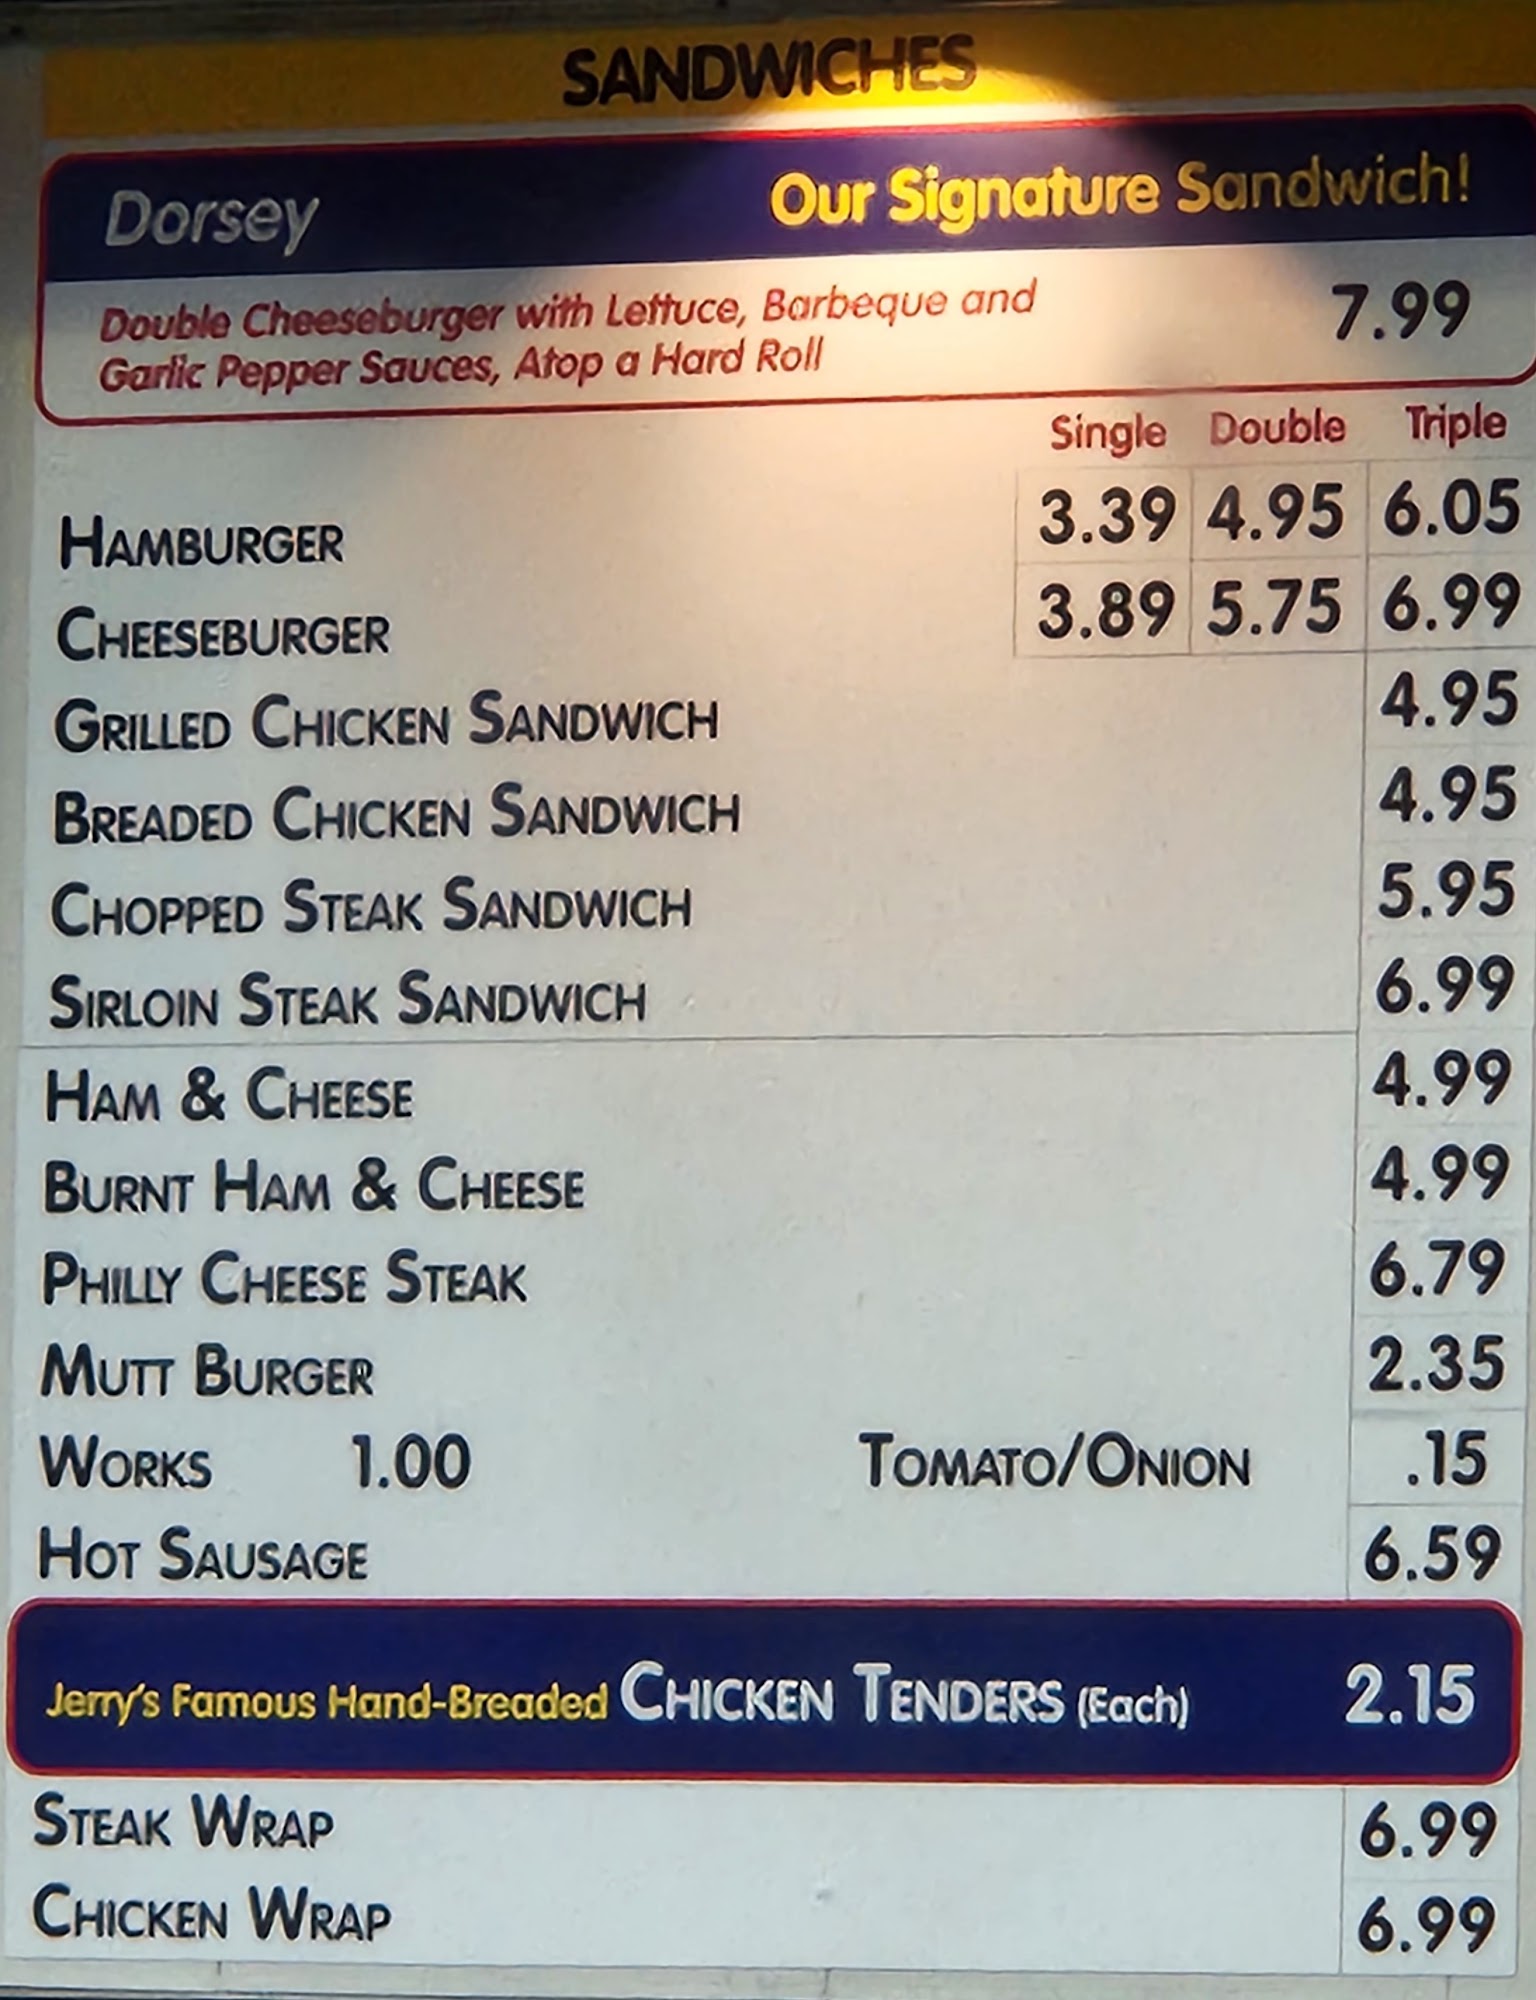 SANDWICHES
Dorsey Our Signature Sandwich!
Double Cheeseburger with Lettuce, Barbeque and
Garlic Pepper Sauces, Atop a Hard Roll 7.99
Single Double Triple
HAMBURGER 3.39 4.95 6.05
CHEESEBURGER 3.89 5.75 6.99
GRILLED CHICKEN SANDWICH 4.95
BREADED CHICKEN SANDWICH 4.95
CHOPPED STEAK SANDWICH 5.95
SIRLOIN STEAK SANDWICH 6.99
HAM & CHEESE 4.99
BURNT HAM & CHEESE 4.99
PHILLY CHEESE STEAK 6.79
MUTT BURGER 2.35
WORKS 1.00 TOMATO/ONION .15
HOT SAUSAGE 6.59
Jerry's Famous Hand-Breaded CHICKEN TENDERS (Each) 2.15
STEAK WRAP 6.99
CHICKEN WRAP 6.99